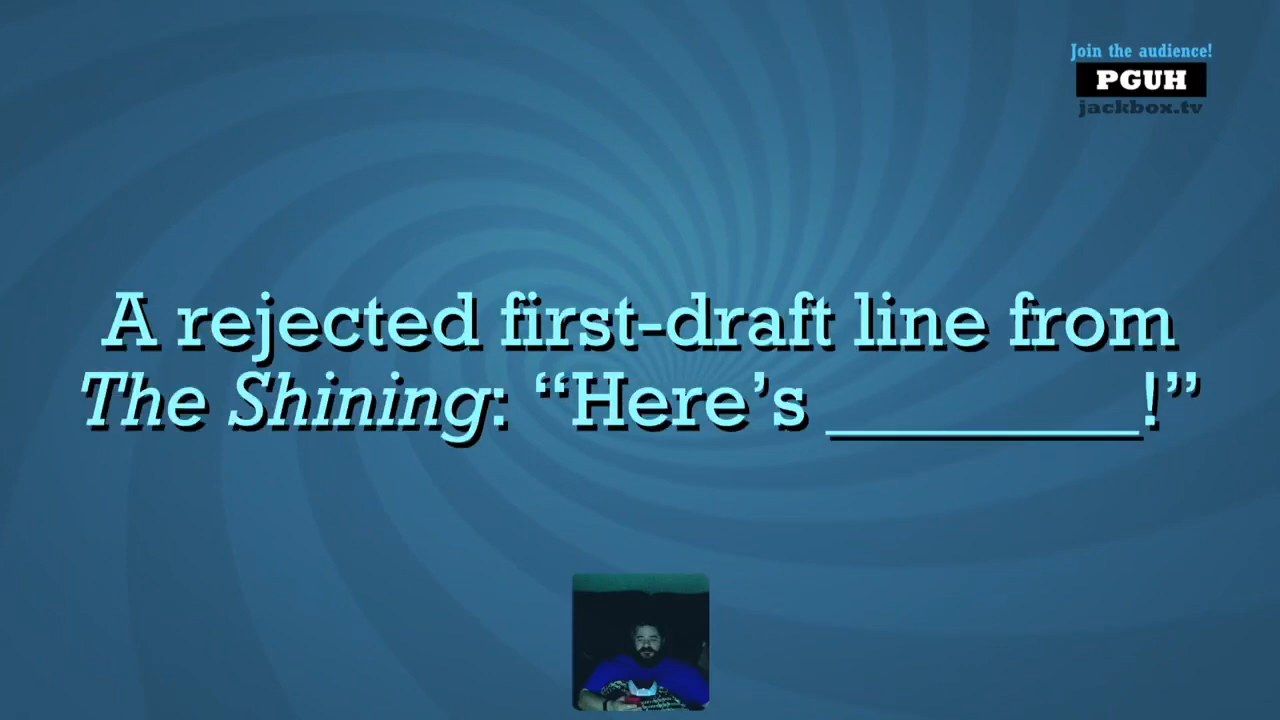 Join the audience!
PGUH
jackbox.tv
A rejected first-draft line from
The Shining: “Here’s ________!”